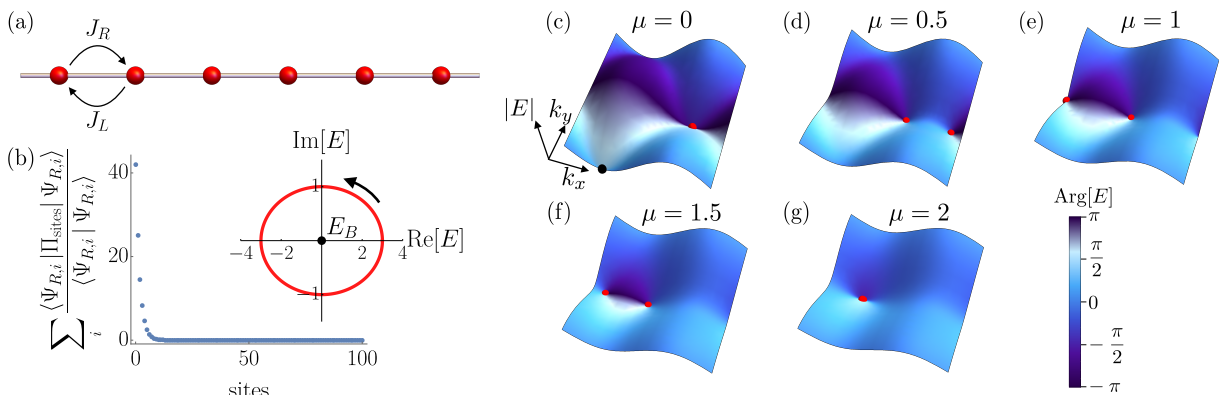 (a)
J_R
J_L
(b)
∑_i ⟨Ψ_{R,i}|Π_sites|Ψ_{R,i}⟩ / ⟨Ψ_{R,i}|Ψ_{R,i}⟩
40
20
0
0 50 100
sites
Im[E]
1
E_B
Re[E]
−4 −2 2 4
−1
(c) μ = 0
|E|
k_y
k_x
(d) μ = 0.5
(e) μ = 1
(f) μ = 1.5
(g) μ = 2
Arg[E]
π
π/2
0
−π/2
−π